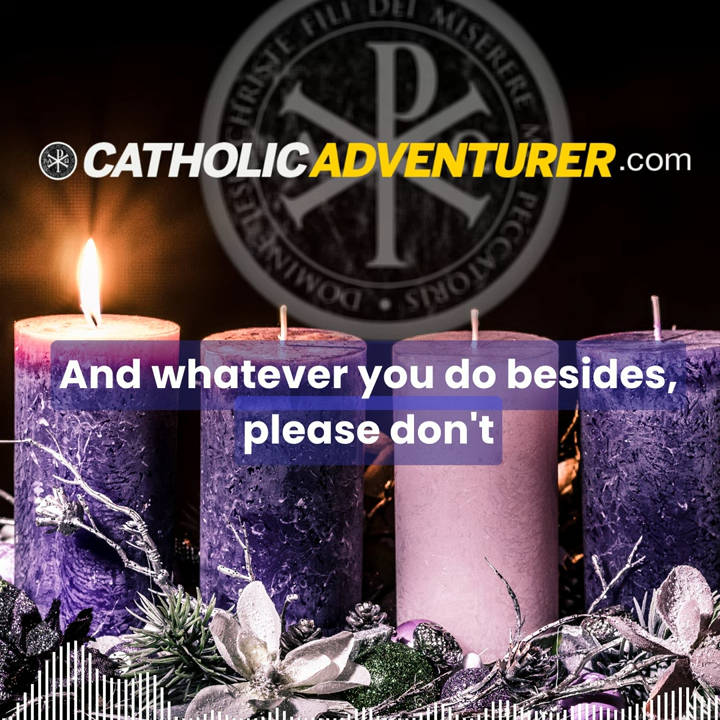 CHRISTE FILI DEI MISERERE
PECCATORIS • DOMINE
CATHOLICADVENTURER.com
And whatever you do besides,
please don't